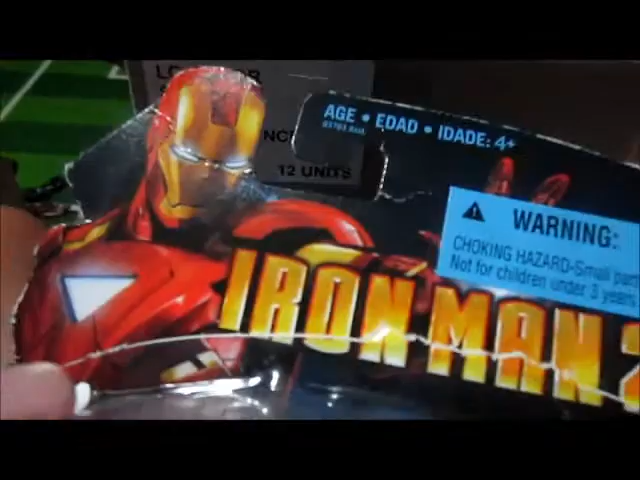 12 UNITS
AGE • EDAD • IDADE: 4+
WARNING:
CHOKING HAZARD-Small
Not for children under 3 years
IRON MAN 2